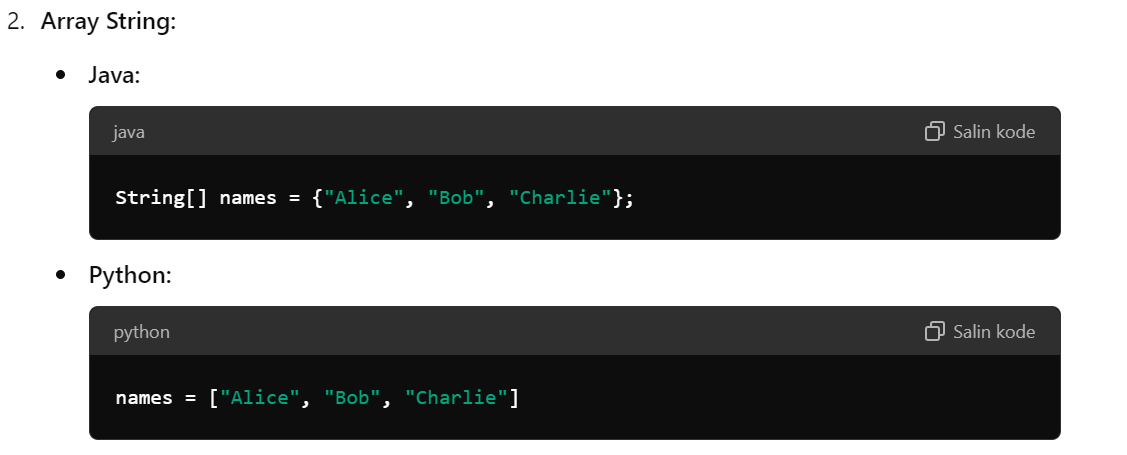 2. Array String:
• Java:
java
Salin kode
String[] names = {"Alice", "Bob", "Charlie"};
• Python:
python
Salin kode
names = ["Alice", "Bob", "Charlie"]